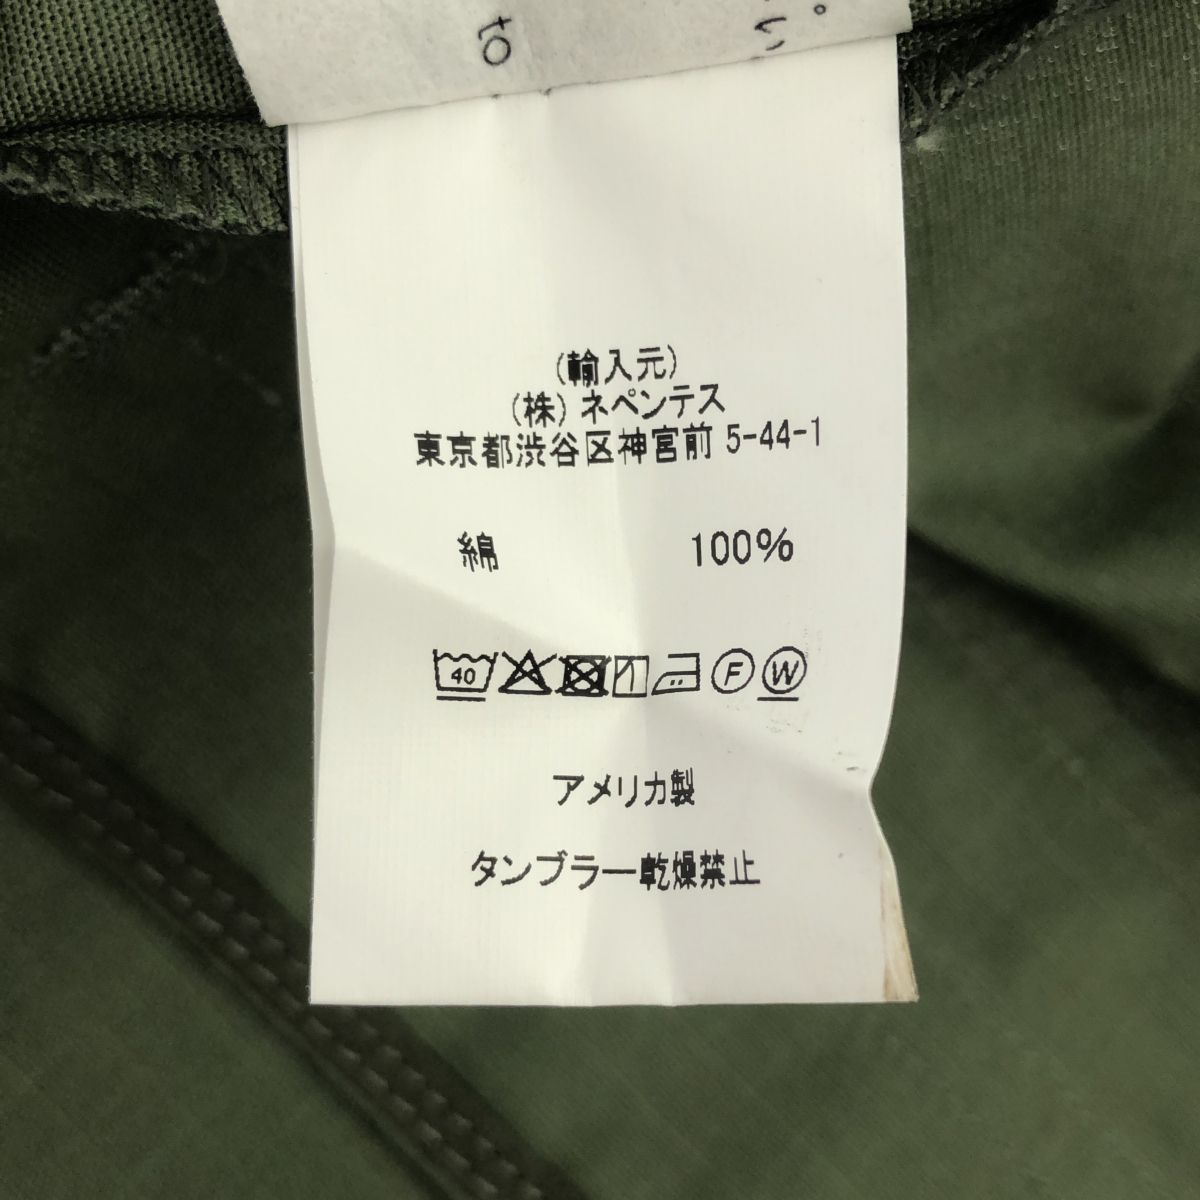 (輸入元)
(株) ネペンテス
東京都渋谷区神宮前 5-44-1
綿 100%
40 F W
アメリカ製
タンブラー乾燥禁止